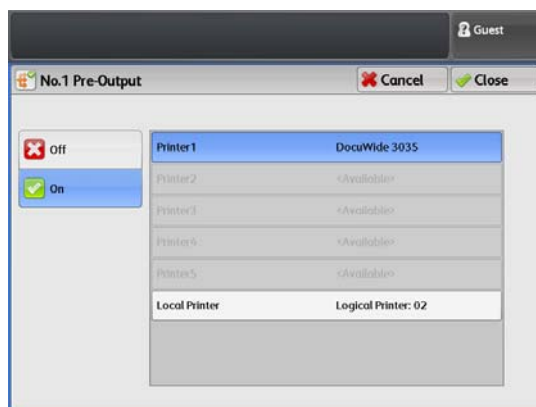 Guest
No.1 Pre-Output Cancel Close
Off
On
Printer1 DocuWide 3035
Printer2 <Available>
Printer3 <Available>
<Available>
Printer5 <Available>
Local Printer Logical Printer: 02